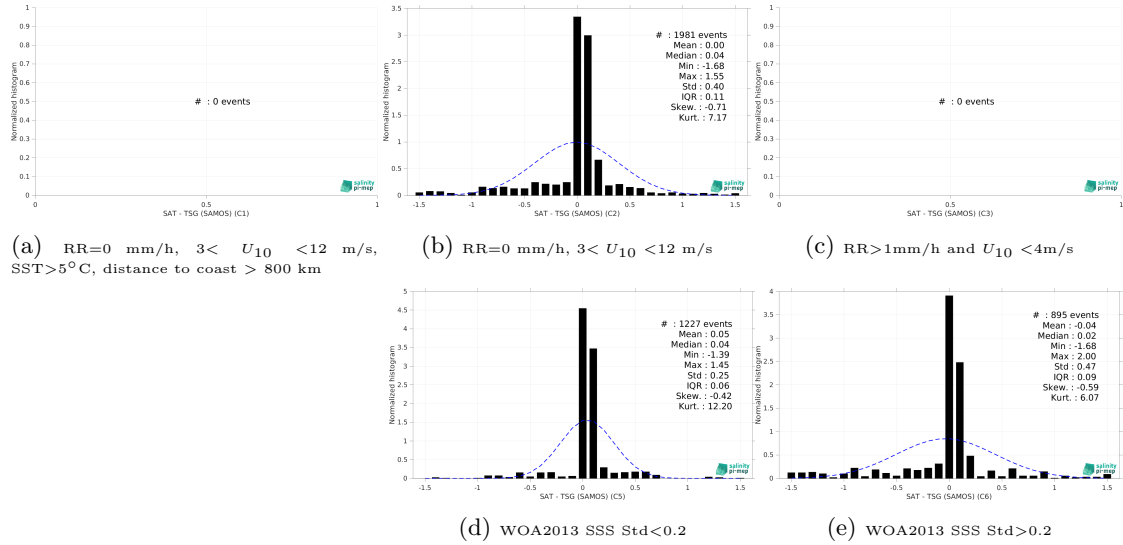 1
0.9
0.8
0.7
0.6
0.5
0.4
0.3
0.2
0.1
0
Normalized histogram
# : 0 events
salinity
pi-mep
0 0.5 1
SAT - TSG (SAMOS) (C1)
(a) RR=0 mm/h, 3< U10 <12 m/s,
SST>5°C, distance to coast > 800 km
3.5
3
2.5
2
1.5
1
0.5
0
Normalized histogram
# : 1981 events
Mean : 0.00
Median : 0.04
Min : -1.68
Max : 1.55
Std : 0.40
IQR : 0.11
Skew. : -0.71
Kurt. : 7.17
salinity
pi-mep
-1.5 -1 -0.5 0 0.5 1 1.5
SAT - TSG (SAMOS) (C2)
(b) RR=0 mm/h, 3< U10 <12 m/s
1
0.9
0.8
0.7
0.6
0.5
0.4
0.3
0.2
0.1
0
Normalized histogram
# : 0 events
salinity
pi-mep
0 0.5 1
SAT - TSG (SAMOS) (C3)
(c) RR>1mm/h and U10 <4m/s
5
4.5
4
3.5
3
2.5
2
1.5
1
0.5
0
Normalized histogram
# : 1227 events
Mean : 0.05
Median : 0.04
Min : -1.39
Max : 1.45
Std : 0.25
IQR : 0.06
Skew. : -0.42
Kurt. : 12.20
salinity
pi-mep
-1.5 -1 -0.5 0 0.5 1 1.5
SAT - TSG (SAMOS) (C5)
(d) WOA2013 SSS Std<0.2
4
3.5
3
2.5
2
1.5
1
0.5
0
Normalized histogram
# : 895 events
Mean : -0.04
Median : 0.02
Min : -1.68
Max : 2.00
Std : 0.47
IQR : 0.09
Skew. : -0.59
Kurt. : 6.07
salinity
pi-mep
-1.5 -1 -0.5 0 0.5 1 1.5
SAT - TSG (SAMOS) (C6)
(e) WOA2013 SSS Std>0.2